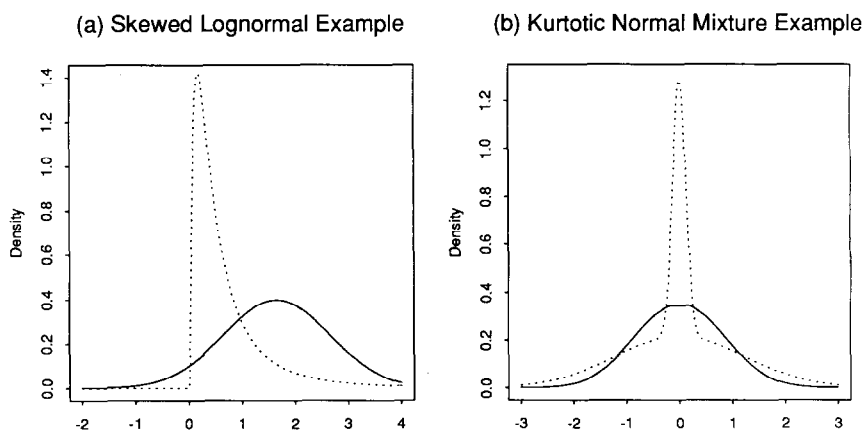 (a) Skewed Lognormal Example
(b) Kurtotic Normal Mixture Example
Density
0.0 0.2 0.4 0.6 0.8 1.0 1.2 1.4
-2 -1 0 1 2 3 4
Density
0.0 0.2 0.4 0.6 0.8 1.0 1.2
-3 -2 -1 0 1 2 3